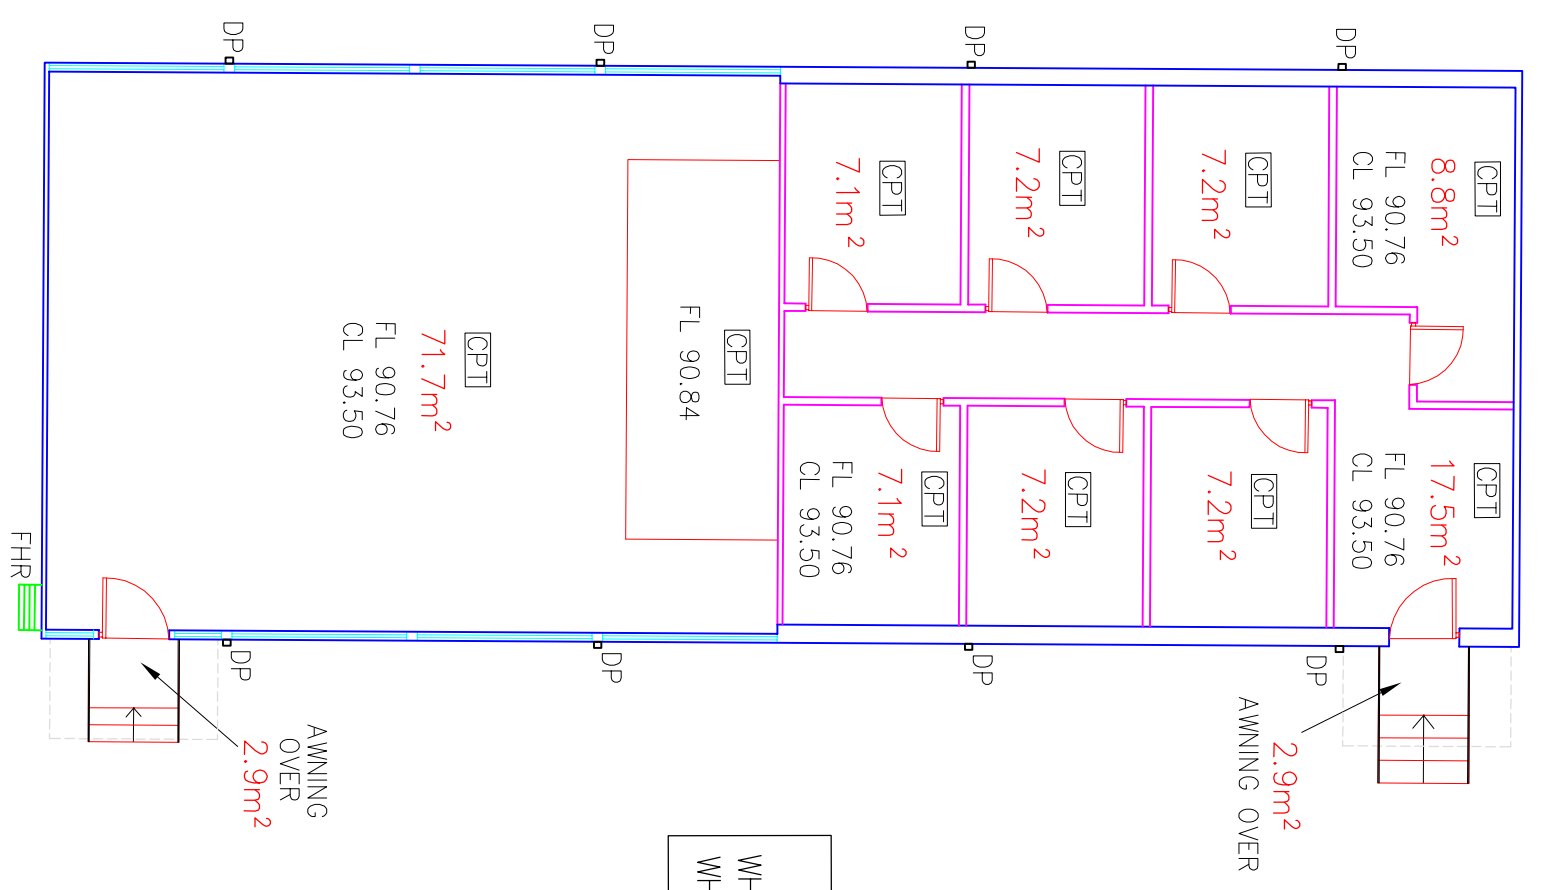 DP
DP
DP
DP
CPT
7.1m²
CPT
7.2m²
CPT
7.2m²
CPT
8.8m²
FL 90.76
CL 93.50
CPT
71.7m²
FL 90.76
CL 93.50
CPT
FL 90.84
CPT
7.1m²
FL 90.76
CL 93.50
CPT
7.2m²
CPT
7.2m²
CPT
17.5m²
FL 90.76
CL 93.50
FHR
DP
DP
DP
DP
AWNING
OVER
2.9m²
2.9m²
AWNING OVER